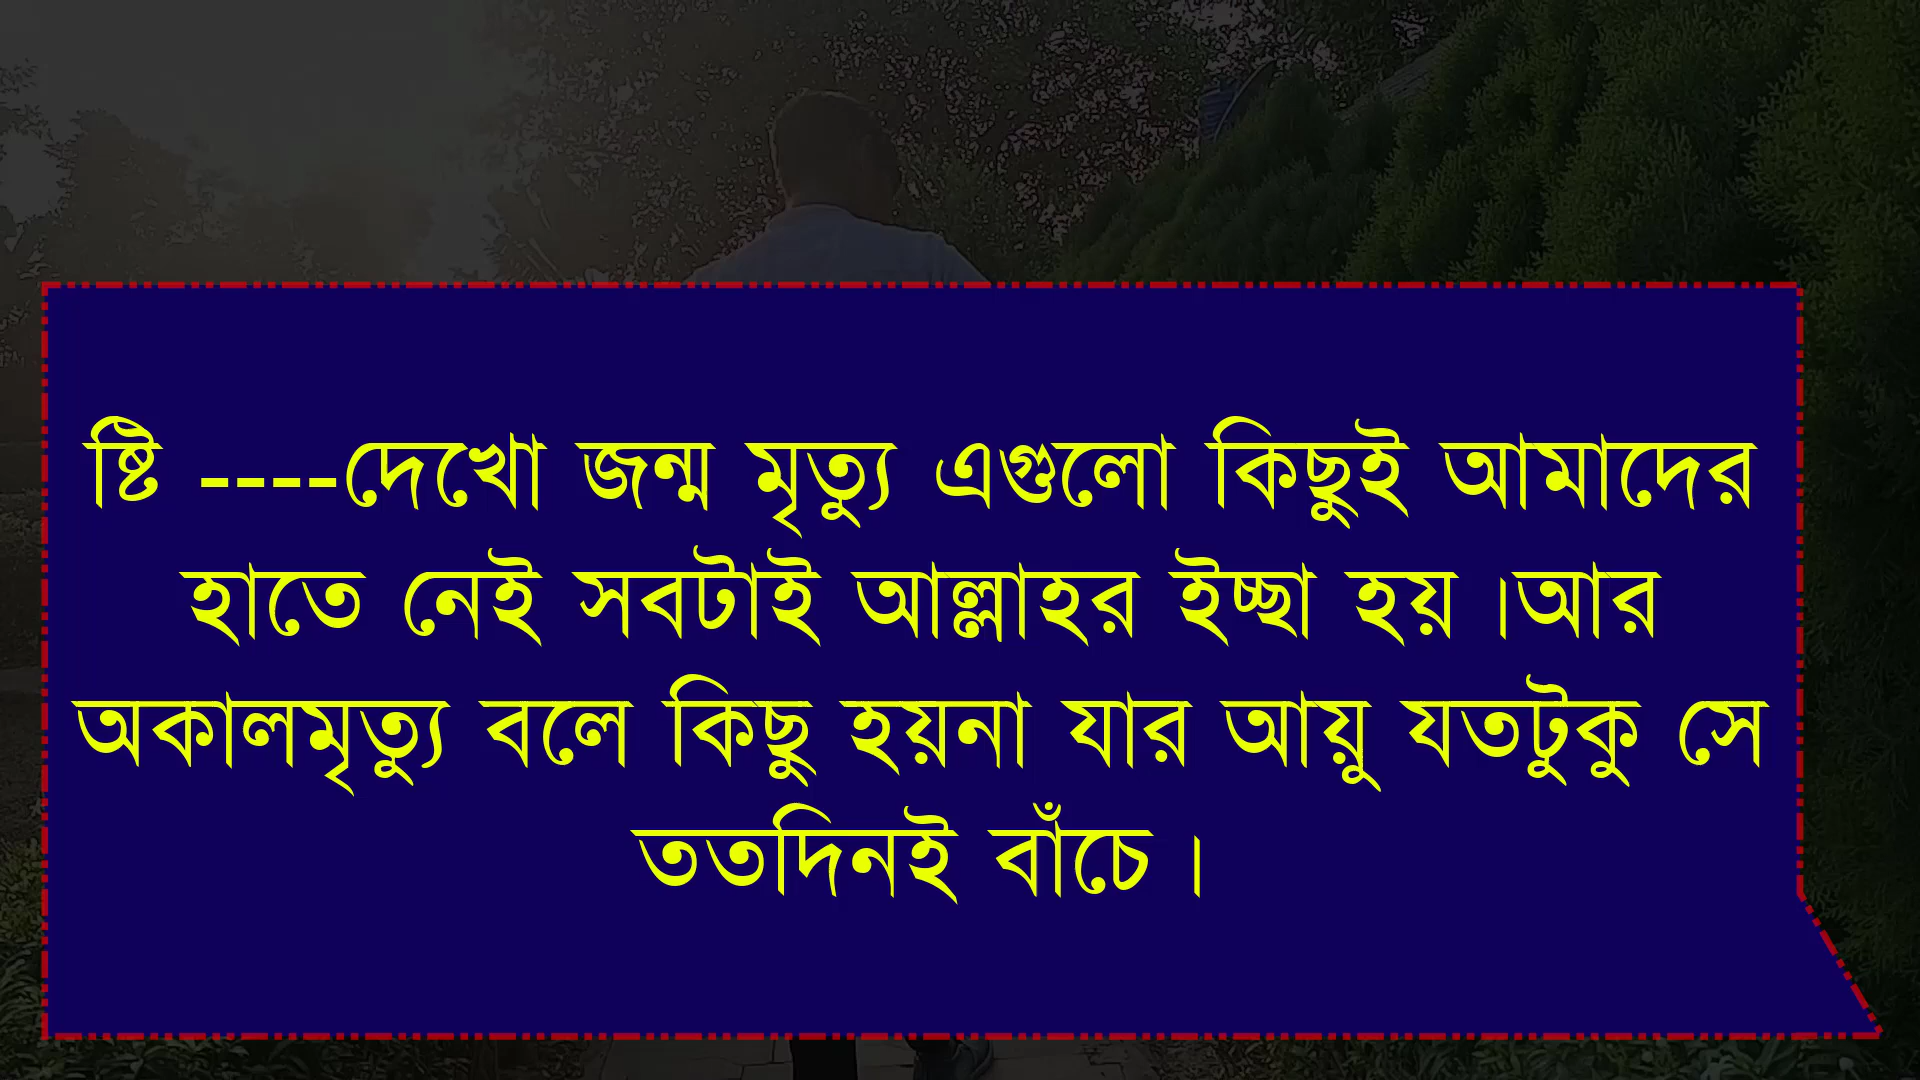 ষ্টি ----দেখো জন্ম মৃত্যু এগুলো কিছুই আমাদের
হাতে নেই সবটাই আল্লাহর ইচ্ছা হয় ।আর
অকালমৃত্যু বলে কিছু হয়না যার আয়ু যতটুকু সে
ততদিনই বাঁচে ।